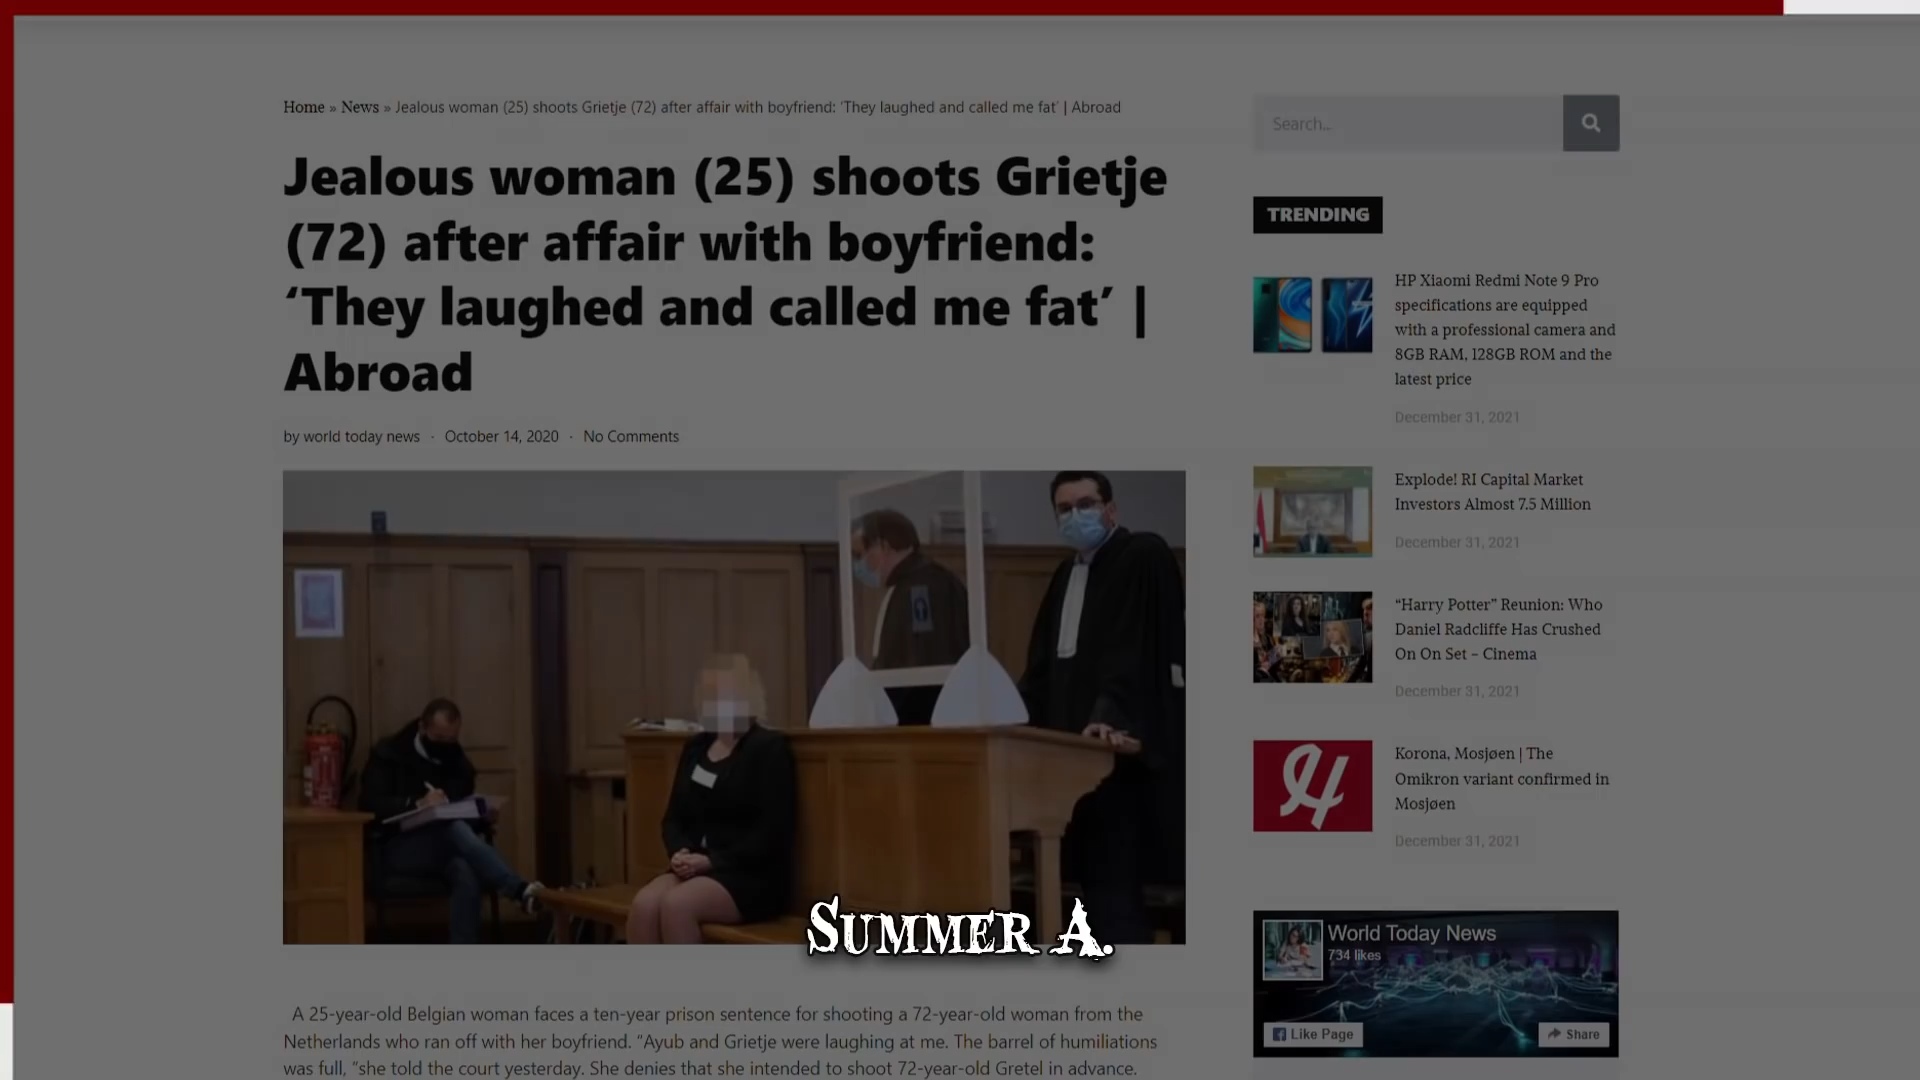 Home » News » Jealous woman (25) shoots Grietje (72) after affair with boyfriend: 'They laughed and called me fat' | Abroad
Jealous woman (25) shoots Grietje
(72) after affair with boyfriend:
‘They laughed and called me fat’ |
Abroad
by world today news · October 14, 2020 · No Comments
SUMMER A.
A 25-year-old Belgian woman faces a ten-year prison sentence for shooting a 72-year-old woman from the
Netherlands who ran off with her boyfriend. “Ayub and Grietje were laughing at me. The barrel of humiliations
was full, “she told the court yesterday. She denies that she intended to shoot 72-year-old Gretel in advance.
Search...
TRENDING
HP Xiaomi Redmi Note 9 Pro
specifications are equipped
with a professional camera and
8GB RAM, 128GB ROM and the
latest price
December 31, 2021
Explode! RI Capital Market
Investors Almost 7.5 Million
December 31, 2021
“Harry Potter” Reunion: Who
Daniel Radcliffe Has Crushed
On On Set – Cinema
December 31, 2021
Korona, Mosjøen | The
Omikron variant confirmed in
Mosjøen
December 31, 2021
World Today News
734 likes
Like Page
Share